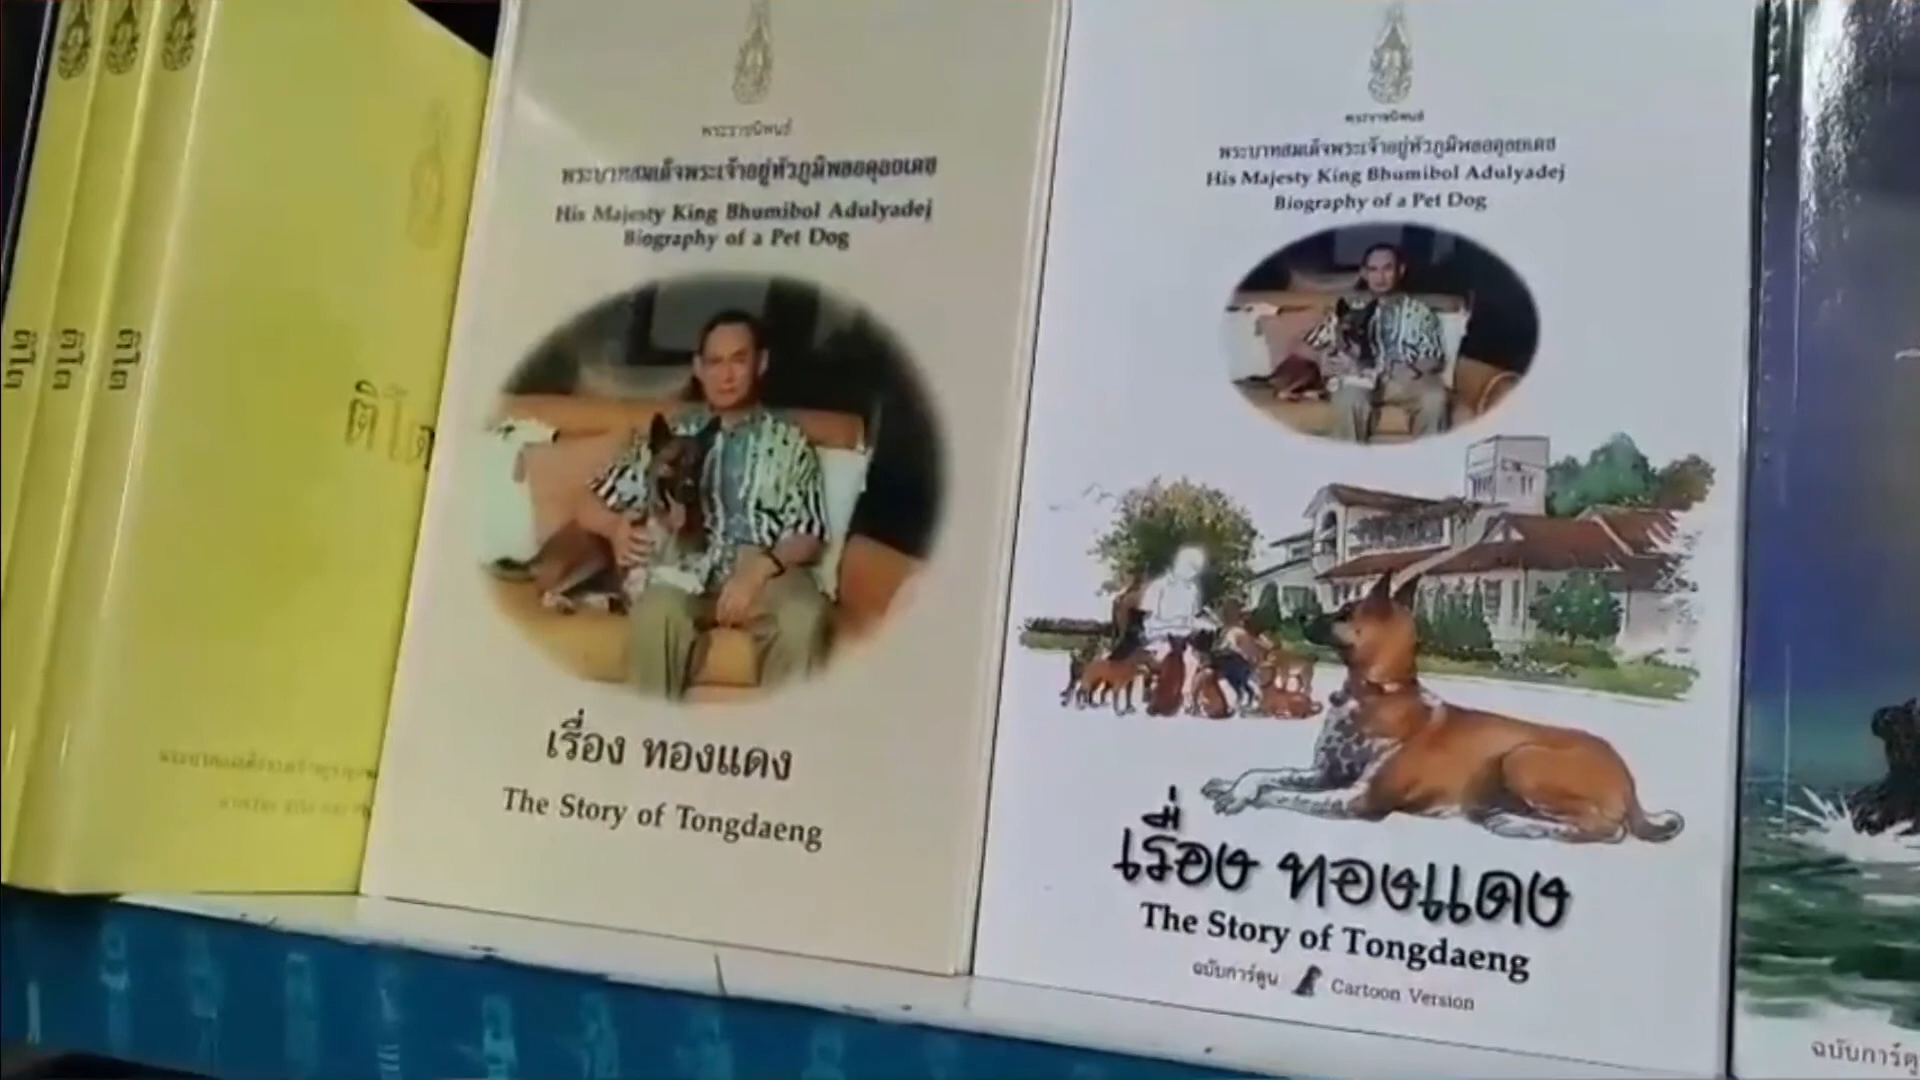 ติโต
ติโต
ติโต
ติโต
พระราชนิพนธ์
พระบาทสมเด็จพระเจ้าอยู่หัวภูมิพลอดุลยเดช
His Majesty King Bhumibol Adulyadej
Biography of a Pet Dog
เรื่อง ทองแดง
The Story of Tongdaeng
พระราชนิพนธ์
พระบาทสมเด็จพระเจ้าอยู่หัวภูมิพลอดุลยเดช
His Majesty King Bhumibol Adulyadej
Biography of a Pet Dog
เรื่อง ทองแดง
The Story of Tongdaeng
ฉบับการ์ตูน Cartoon Version
ฉบับการ์ตู